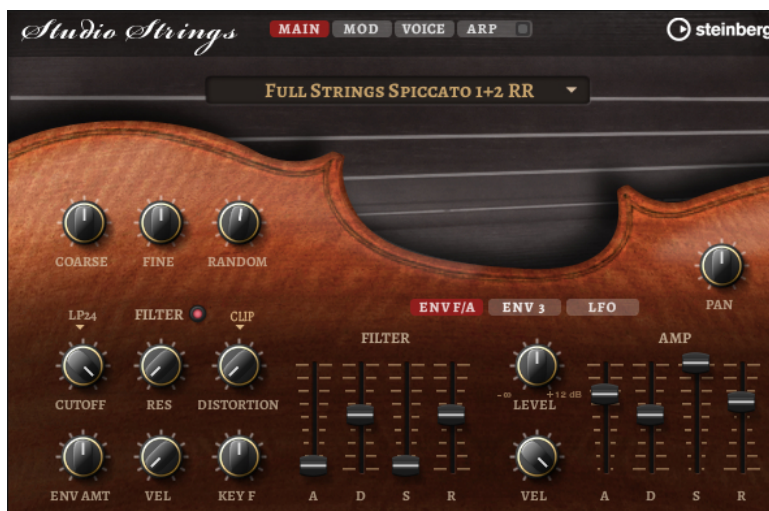 Studio Strings MAIN MOD VOICE ARP steinberg
FULL STRINGS SPICCATO 1+2 RR
COARSE FINE RANDOM
PAN
ENV F/A ENV 3 LFO
LP24 FILTER CLIP
FILTER AMP
CUTOFF RES DISTORTION
-∞ +12 dB
LEVEL
ENV AMT VEL KEY F A D S R VEL A D S R